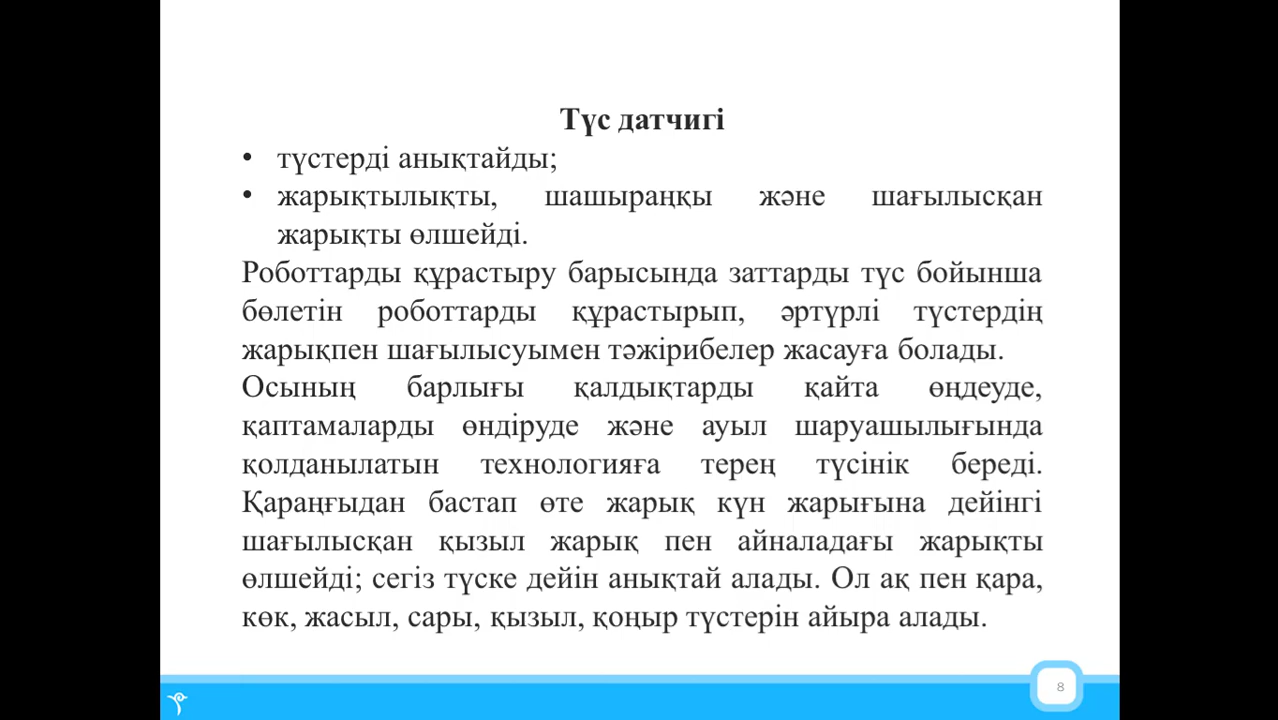 Түс датчигі
• түстерді анықтайды;
• жарықтылықты, шашыраңқы және шағылысқан
жарықты өлшейді.
Роботтарды құрастыру барысында заттарды түс бойынша
бөлетін роботтарды құрастырып, әртүрлі түстердің
жарықпен шағылысуымен тәжірибелер жасауға болады.
Осының барлығы қалдықтарды қайта өңдеуде,
қаптамаларды өндіруде және ауыл шаруашылығында
қолданылатын технологияға терең түсінік береді.
Қараңғыдан бастап өте жарық күн жарығына дейінгі
шағылысқан қызыл жарық пен айналадағы жарықты
өлшейді; сегіз түске дейін анықтай алады. Ол ақ пен қара,
көк, жасыл, сары, қызыл, қоңыр түстерін айыра алады.
8